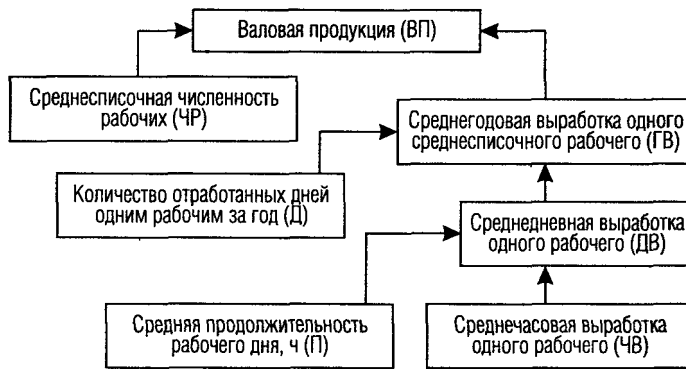 Валовая продукция (ВП)
Среднесписочная численность
рабочих (ЧР)
Среднегодовая выработка одного
среднесписочного рабочего (ГВ)
Количество отработанных дней
одним рабочим за год (Д)
Среднедневная выработка
одного рабочего (ДВ)
Средняя продолжительность
рабочего дня, ч (П)
Среднечасовая выработка
одного рабочего (ЧВ)